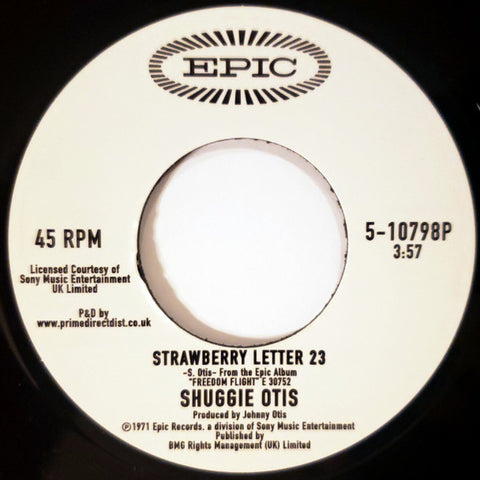 EPIC
45 RPM
5-10798P
3:57
Licensed Courtesy of
Sony Music Entertainment
UK Limited
P&D by
www.primedirectdist.co.uk
STRAWBERRY LETTER 23
-S. Otis- From the Epic Album
"FREEDOM FLIGHT" E 30752
SHUGGIE OTIS
Produced by Johnny Otis
℗1971 Epic Records. a division of Sony Music Entertainment
Published by
BMG Rights Management (UK) Limited